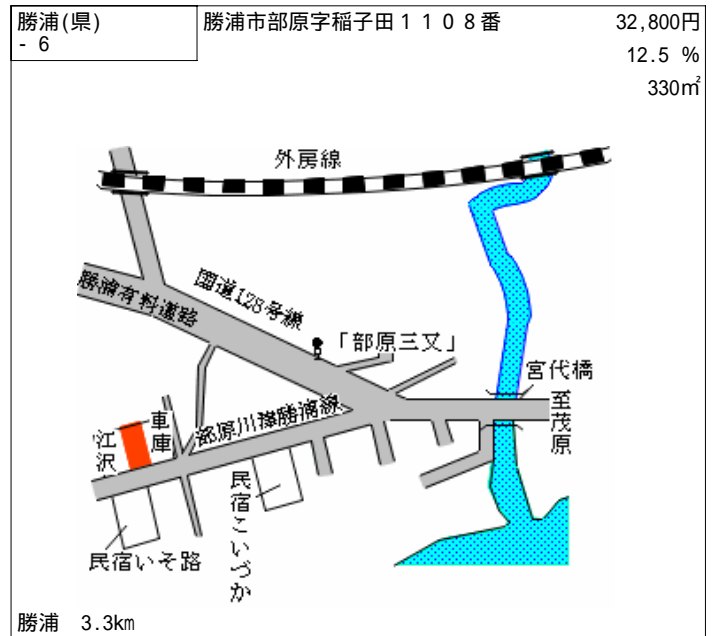 勝浦(県)
- 6
勝浦市部原字稲子田1108番
32,800円
12.5 %
330㎡
外房線
国道128号線
勝浦有料道路
「部原三又」
宮代橋
至茂原
部原川津勝浦線
車庫
江沢
民宿こいづか
民宿いそ路
勝浦 3.3km